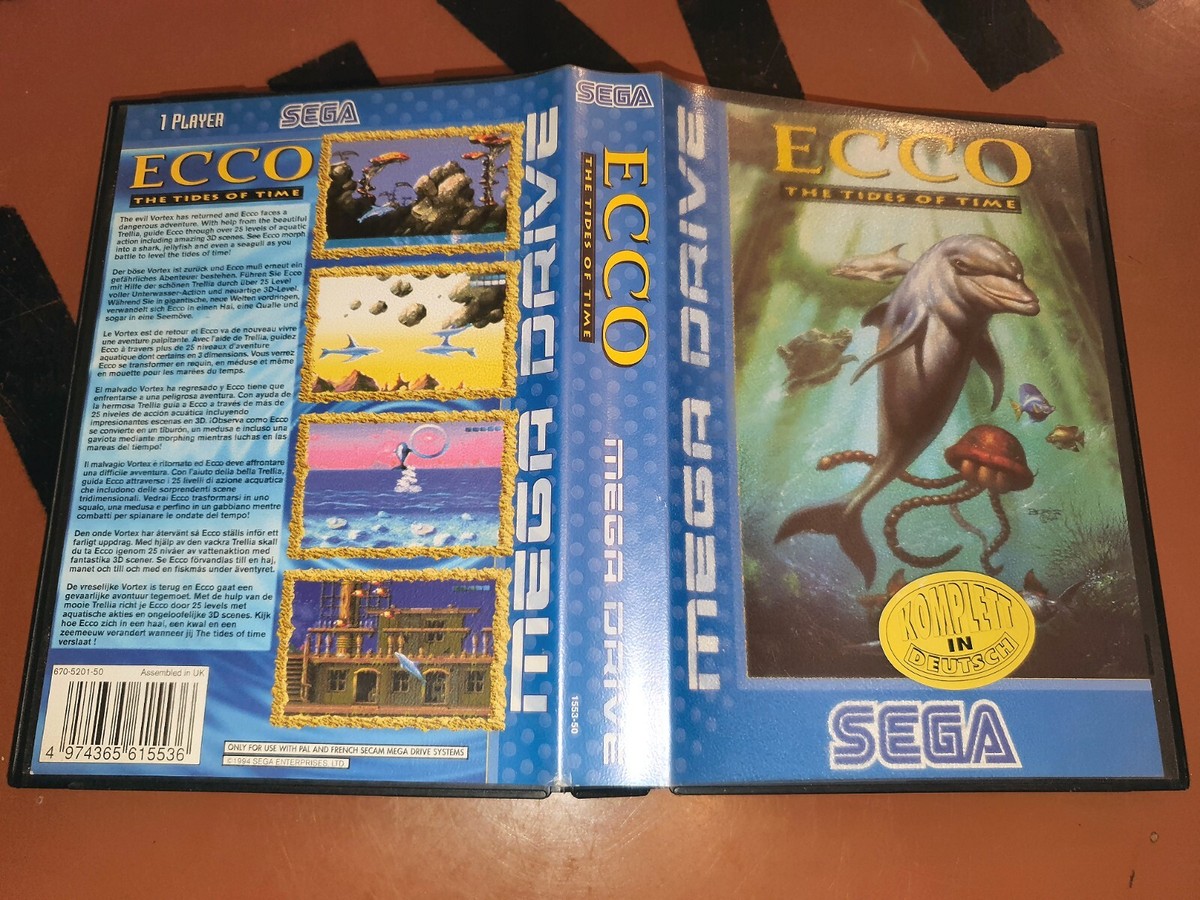 1 PLAYER
SEGA
ECCO
THE TIDES OF TIME
The evil Vortex has returned and Ecco faces a
dangerous adventure. With help from the beautiful
Trellia, guide Ecco through over 25 levels of aquatic
action including amazing 3D scenes. See Ecco morph
into a shark, jellyfish and even a seagull as you
battle to level the tides of time!
Der böse Vortex ist zurück und Ecco muß erneut ein
gefährliches Abenteuer bestehen. Führen Sie Ecco
mit Hilfe der schönen Trellia durch über 25 Level
voller Unterwasser-Action und neuartige 3D-Level.
Während Sie in gigantische, neue Welten vordringen,
verwandelt sich Ecco in einen Hai, eine Qualle und
sogar in eine Seemöve.
Le Vortex est de retour et Ecco va de nouveau vivre
une aventure palpitante. Avec l'aide de Trellia, guidez
Ecco à travers plus de 25 niveaux d'aventure
aquatique dont certains en 3 dimensions. Vous verrez
Ecco se transformer en requin, en méduse et même
en mouette pour les marées du temps.
El malvado Vortex ha regresado y Ecco tiene que
enfrentarse a una peligrosa aventura. Con ayuda de
la hermosa Trellia guía a Ecco a través de más de
25 niveles de acción acuática incluyendo
impresionantes escenas en 3D. ¡Observa como Ecco
se convierte en un tiburón, un medusa e incluso una
gaviota mediante morphing mientras luchas en las
mareas del tiempo!
Il malvagio Vortex è ritornato ed Ecco deve affrontare
una difficile avventura. Con l'aiuto della bella Trellia,
guida Ecco attraverso i 25 livelli di azione acquatica
che includono delle sorprendenti scene
tridimensionali. Vedrai Ecco trasformarsi in uno
squalo, una medusa e perfino in un gabbiano mentre
combatti per spianare le ondate del tempo!
Den onde Vortex har återvänt så Ecco ställs inför ett
farligt uppdrag. Med hjälp av den vackra Trellia skall
du ta Ecco igenom 25 nivåer av vattenaktion med
fantastika 3D scener. Se Ecco förvandlas till en haj,
manet och till och med en fiskmås under äventyret.
De vreselijke Vortex is terug en Ecco gaat een
gevaarlijke avontuur tegemoet. Met de hulp van de
mooie Trellia richt je Ecco door 25 levels met
aquatische akties en ongelooflelijke 3D scenes. Kijk
hoe Ecco zich in een haai, een kwal en een
zeemeeuw verandert wanneer jij The tides of time
verslaat !
670-5201-50
Assembled in UK
4 974365 615536
ONLY FOR USE WITH PAL AND FRENCH SECAM MEGA DRIVE SYSTEMS
©1994 SEGA ENTERPRISES, LTD.
MEGA DRIVE
SEGA
ECCO
THE TIDES OF TIME
MEGA DRIVE
1553-50
MEGA DRIVE
ECCO
THE TIDES OF TIME
KOMPLETT
IN
DEUTSCH
SEGA